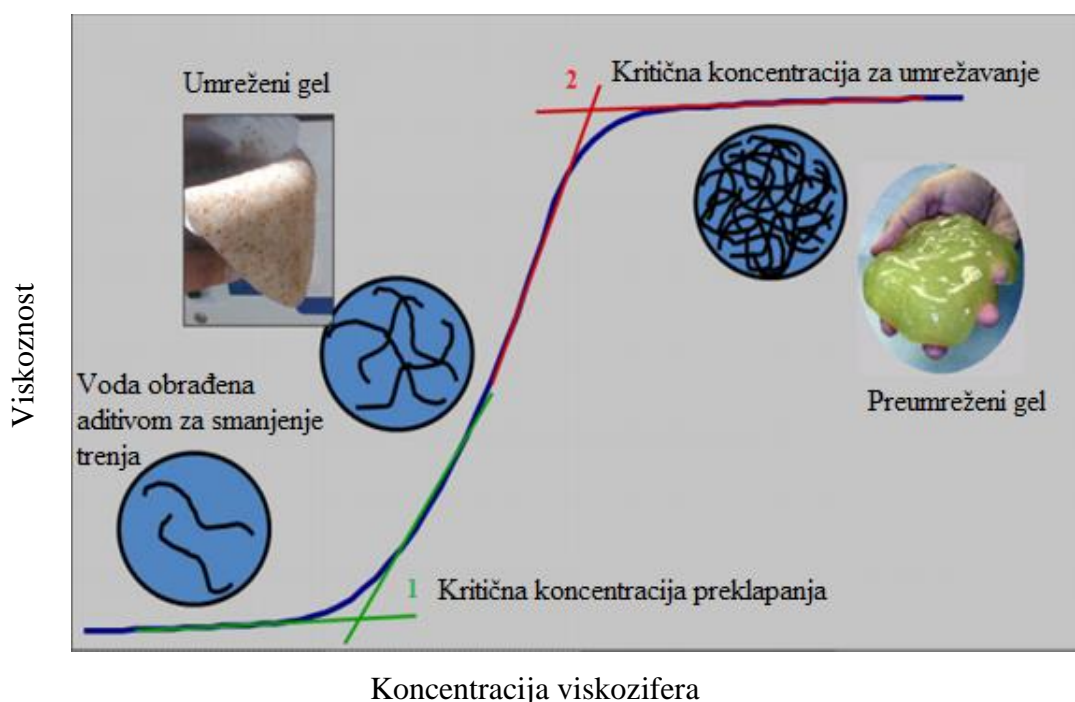 Umreženi gel
2
Kritična koncentracija za umrežavanje
Viskoznost
Voda obrađena
aditivom za smanjenje
trenja
Preumreženi gel
1
Kritična koncentracija preklapanja
Koncentracija viskozifera